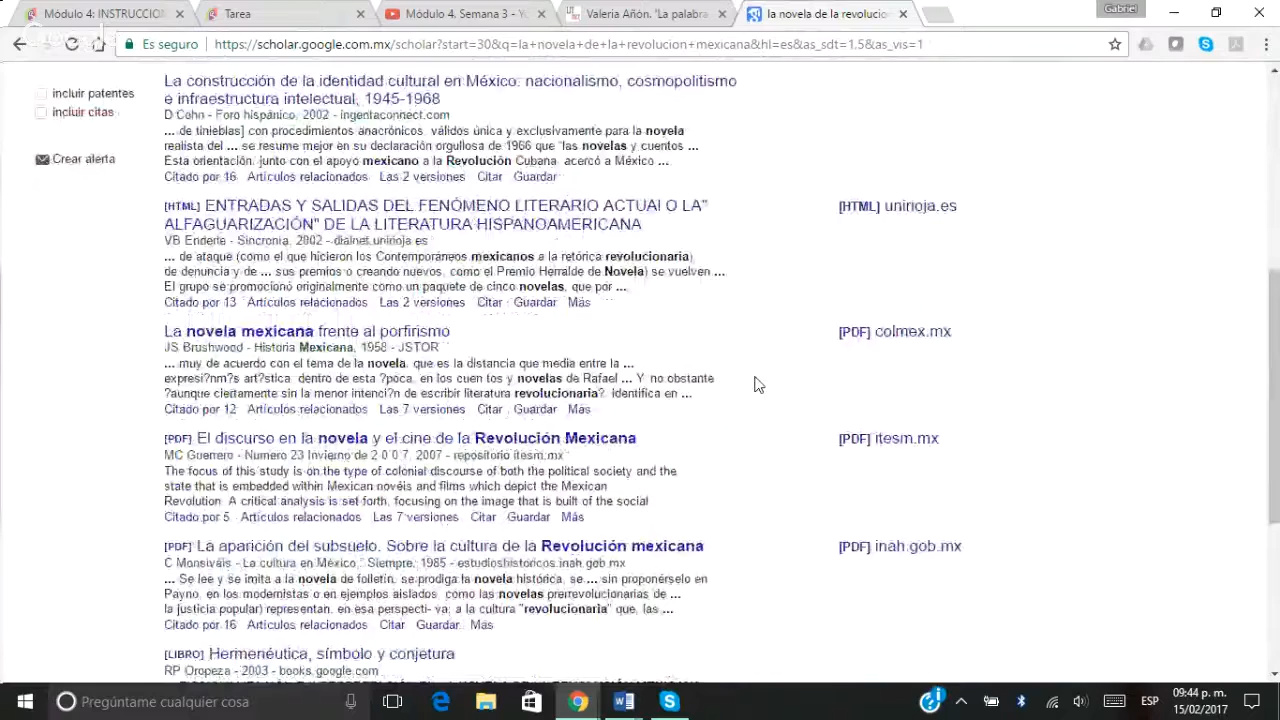 Módulo 4: INSTRUCCION
Tarea
Módulo 4. Semana 3 - Yo
Valeria Añón. "La palabra
la novela de la revolucio
Gabriel
Es seguro https://scholar.google.com.mx/scholar?start=30&q=la+novela+de+la+revolucion+mexicana&hl=es&as_sdt=1,5&as_vis=1
incluir patentes
incluir citas
Crear alerta
La construcción de la identidad cultural en México: nacionalismo, cosmopolitismo
e infraestructura intelectual, 1945-1968
D Cohn - Foro hispánico, 2002 - ingentaconnect.com
... de tinieblas] con procedimientos anacrónicos, válidos única y exclusivamente para la novela
realista del ... se resume mejor en su declaración orgullosa de 1966 que "las novelas y cuentos ...
Esta orientación, junto con el apoyo mexicano a la Revolución Cubana, acercó a México ...
Citado por 16 Artículos relacionados Las 2 versiones Citar Guardar
[HTML] ENTRADAS Y SALIDAS DEL FENÓMENO LITERARIO ACTUAl O LA"
ALFAGUARIZACIÓN" DE LA LITERATURA HISPANOAMERICANA
[HTML] unirioja.es
VB Enderle - Sincronía, 2002 - dialnet.unirioja.es
... de ataque (como el que hicieron los Contemporáneos mexicanos a la retórica revolucionaria)
de denuncia y de ... sus premios o creando nuevos, como el Premio Herralde de Novela) se vuelven ...
El grupo se promocionó originalmente como un paquete de cinco novelas, que por ...
Citado por 13 Artículos relacionados Las 2 versiones Citar Guardar Más
La novela mexicana frente al porfirismo
[PDF] colmex.mx
JS Brushwood - Historia Mexicana, 1958 - JSTOR
... muy de acuerdo con el tema de la novela, que es la distancia que media entre la ...
expresi?nm?s art?stica dentro de esta ?poca, en los cuen tos y novelas de Rafael ... Y no obstante
?aunque ciertamente sin la menor intenci?n de escribir literatura revolucionaria?. Identifica en ...
Citado por 12 Artículos relacionados Las 7 versiones Citar Guardar Más
[PDF] El discurso en la novela y el cine de la Revolución Mexicana
[PDF] itesm.mx
MC Guerrero - Numero 23 Invierno de 2 0 0 7, 2007 - repositorio.itesm.mx
The focus of this study is on the type of colonial discourse of both the political society and the
state that is embedded within Mexican novéis and films which depict the Mexican
Revolution. A critical analysis is set forth, focusing on the image that is built of the social
Citado por 5 Artículos relacionados Las 7 versiones Citar Guardar Más
[PDF] La aparición del subsuelo. Sobre la cultura de la Revolución mexicana
[PDF] inah.gob.mx
C Monsiváis - La cultura en México." Siempre, 1985 - estudioshistoricos.inah.gob.mx
... Se lee y se imita a la novela de folletín, se prodiga la novela histórica, se ... sin proponérselo en
Payno, en los modernistas o en ejemplos aislados como las novelas prerrevolucionarias de ...
la justicia popular) representan, en esa perspecti- va, a la cultura "revolucionaria" que, las ...
Citado por 16 Artículos relacionados Citar Guardar Más
[LIBRO] Hermenéutica, símbolo y conjetura
RP Oropeza - 2003 - books.google.com
Pregúntame cualquier cosa
ESP
09:44 p. m.
15/02/2017